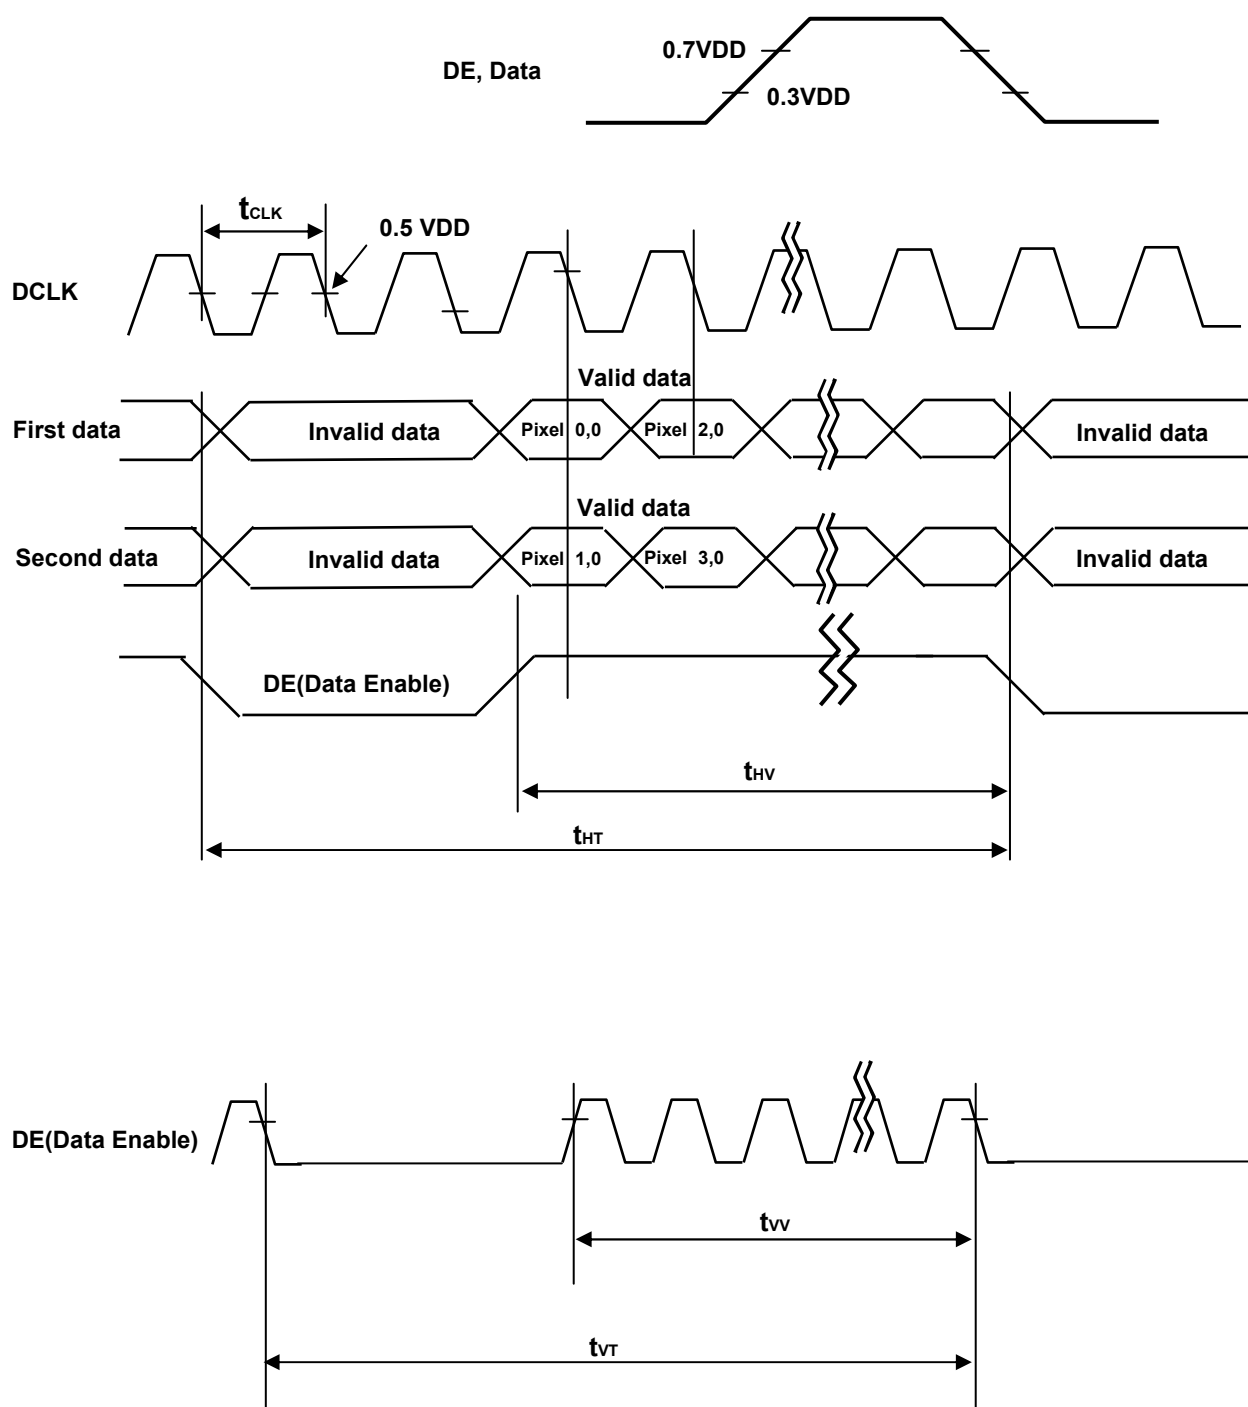 0.7VDD
DE, Data
0.3VDD
tCLK
0.5 VDD
DCLK
Valid data
First data
Invalid data
Pixel 0,0
Pixel 2,0
Invalid data
Valid data
Second data
Invalid data
Pixel 1,0
Pixel 3,0
Invalid data
DE(Data Enable)
tHV
tHT
DE(Data Enable)
tVV
tVT